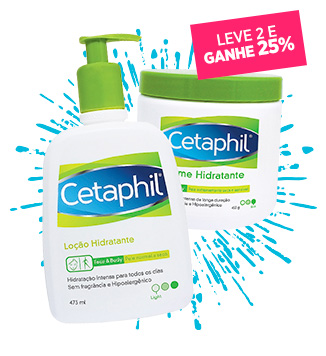 LEVE 2 E
GANHE 25%
Cetaphil
me Hidratante
Cetaphil
Loção Hidratante
Face & Body
Hidratação Intensa para todos os dias
Sem fragrância e Hipoalergênico
473 ml
Light